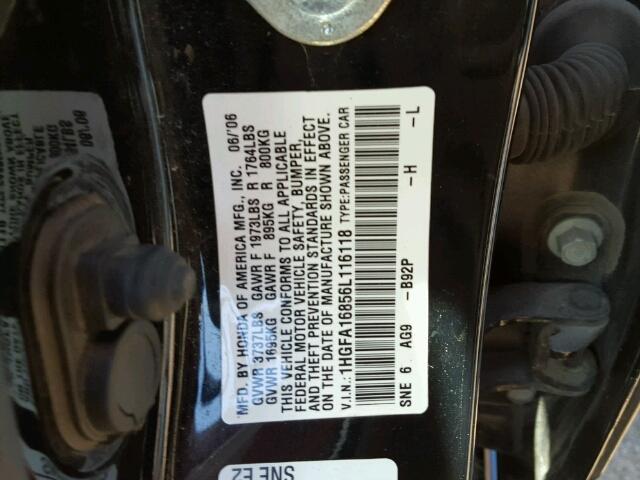 MFD. BY HONDA OF AMERICA MFG., INC. 06/'06
GVWR 3737LBS GAWR F 1973LBS R 1764LBS
GVWR 1695KG GAWR F 895KG R 800KG
THIS VEHICLE CONFORMS TO ALL APPLICABLE
FEDERAL MOTOR VEHICLE SAFETY, BUMPER,
AND THEFT PREVENTION STANDARDS IN EFFECT
ON THE DATE OF MANUFACTURE SHOWN ABOVE.
V.I.N.:1HGFA16856L116118 TYPE:PASSENGER CAR
SNE 6 AG9 -B92P -H -L
SNE EZ